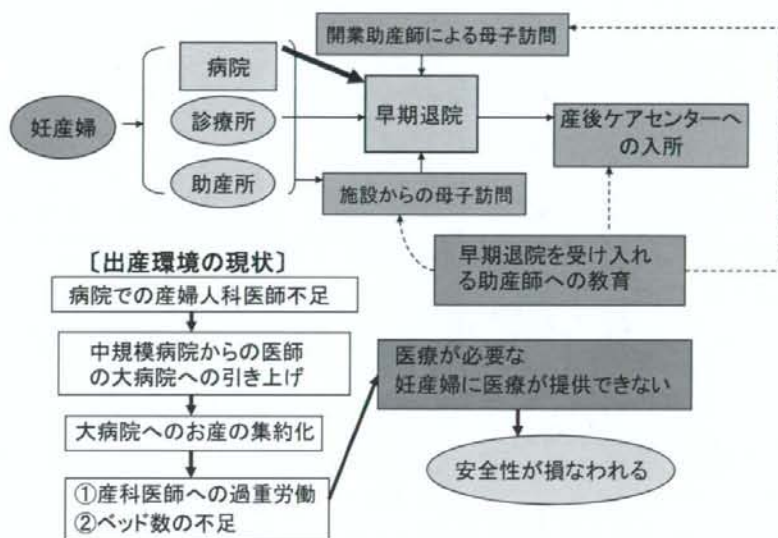 開業助産師による母子訪問
病院
妊産婦
診療所
早期退院
産後ケアセンターへ
の入所
助産所
施設からの母子訪問
早期退院を受け入れ
る助産師への教育
〔出産環境の現状〕
病院での産婦人科医師不足
中規模病院からの医師
の大病院への引き上げ
大病院へのお産の集約化
①産科医師への過重労働
②ベッド数の不足
医療が必要な
妊産婦に医療が提供できない
安全性が損なわれる